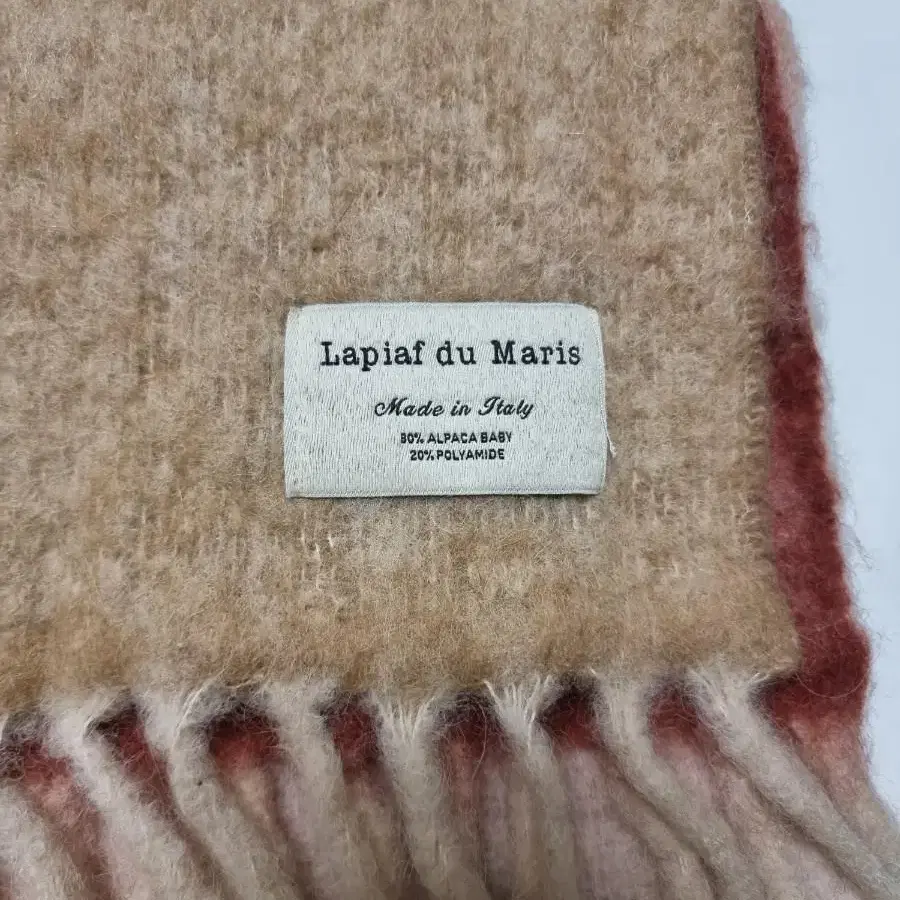 Lapiaf du Maris
Made in Italy
80% ALPACA BABY
20% POLYAMIDE